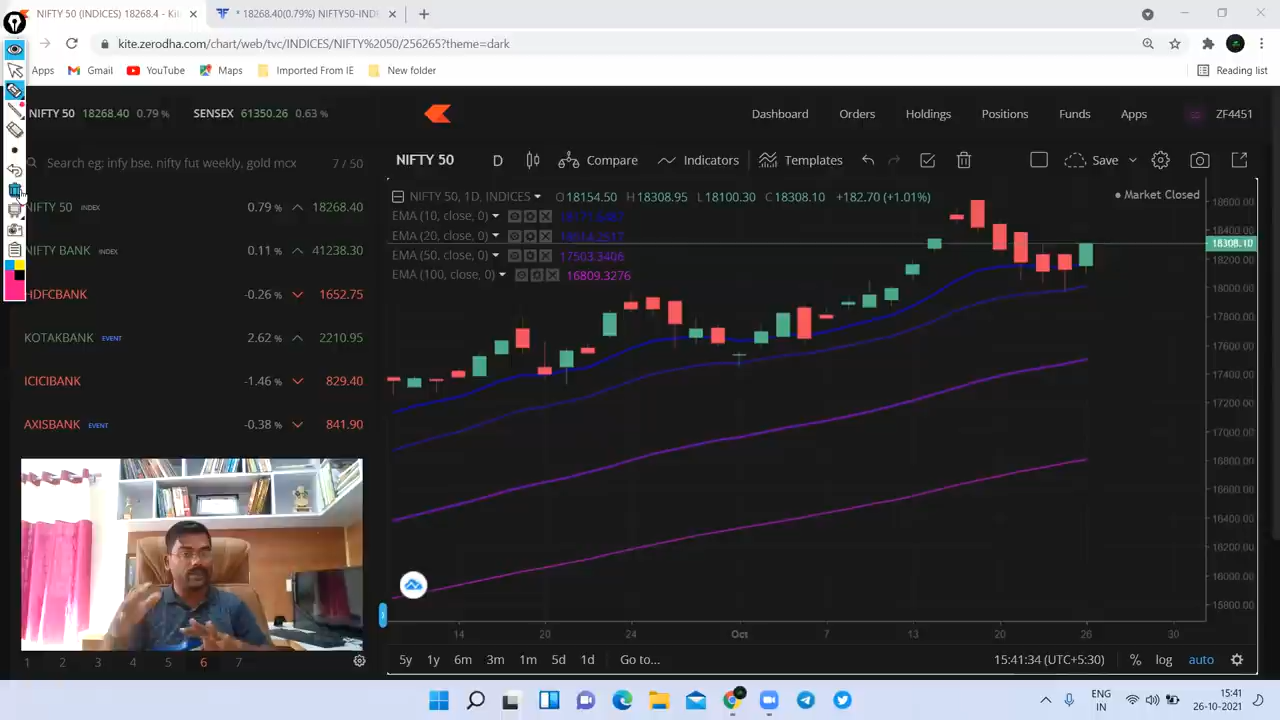 NIFTY 50 (INDICES) 18268.4 - Kit
* 18268.40(0.79%) NIFTY50-INDE
kite.zerodha.com/chart/web/tvc/INDICES/NIFTY%2050/256265?theme=dark
Apps Gmail YouTube Maps Imported From IE New folder Reading list
NIFTY 50 18268.40 0.79 % SENSEX 61350.26 0.63 %
Dashboard Orders Holdings Positions Funds Apps ZF4451
Search eg: infy bse, nifty fut weekly, gold mcx 7 / 50
NIFTY 50 D Compare Indicators Templates Save
NIFTY 50 INDEX 0.79 % 18268.40
NIFTY BANK INDEX 0.11 % 41238.30
HDFCBANK -0.26 % 1652.75
KOTAKBANK EVENT 2.62 % 2210.95
ICICIBANK -1.46 % 829.40
AXISBANK EVENT -0.38 % 841.90
NIFTY 50, 1D, INDICES O18154.50 H18308.95 L18100.30 C18308.10 +182.70 (+1.01%)
Market Closed
EMA (10, close, 0)
EMA (20, close, 0)
EMA (50, close, 0) 17503.3406
EMA (100, close, 0) 16809.3276
18600.00
18400.00
18308.10
18200.00
18000.00
17800.00
17600.00
17400.00
17200.00
17000.00
16800.00
16600.00
16400.00
16200.00
16000.00
15800.00
14 20 24 Oct 7 13 20 26 30
1 2 3 4 5 6 7
5y 1y 6m 3m 1m 5d 1d Go to...
15:41:34 (UTC+5:30) % log auto
ENG
IN
15:41
26-10-2021